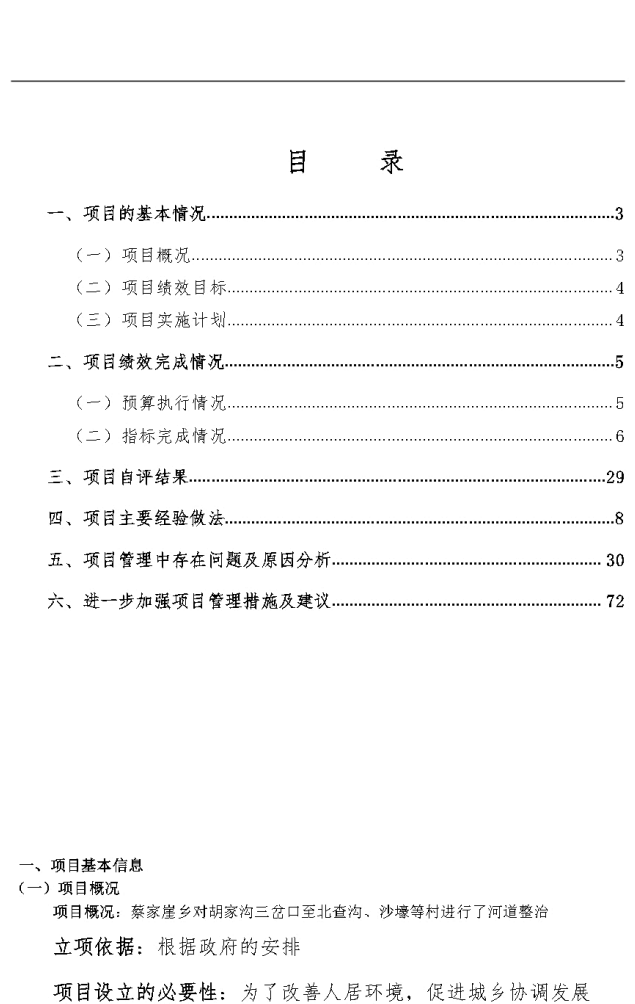 目 录
一、项目的基本情况........................3
（一）项目概况........................3
（二）项目绩效目标........................4
（三）项目实施计划........................4
二、项目绩效完成情况........................5
（一）预算执行情况........................5
（二）指标完成情况........................6
三、项目自评结果........................29
四、项目主要经验做法........................8
五、项目管理中存在问题及原因分析........................30
六、进一步加强项目管理措施及建议........................72
一、项目基本信息
（一）项目概况
项目概况：蔡家崖乡对胡家沟三岔口至北查沟、沙壕等村进行了河道整治
立项依据：根据政府的安排
项目设立的必要性：为了改善人居环境，促进城乡协调发展